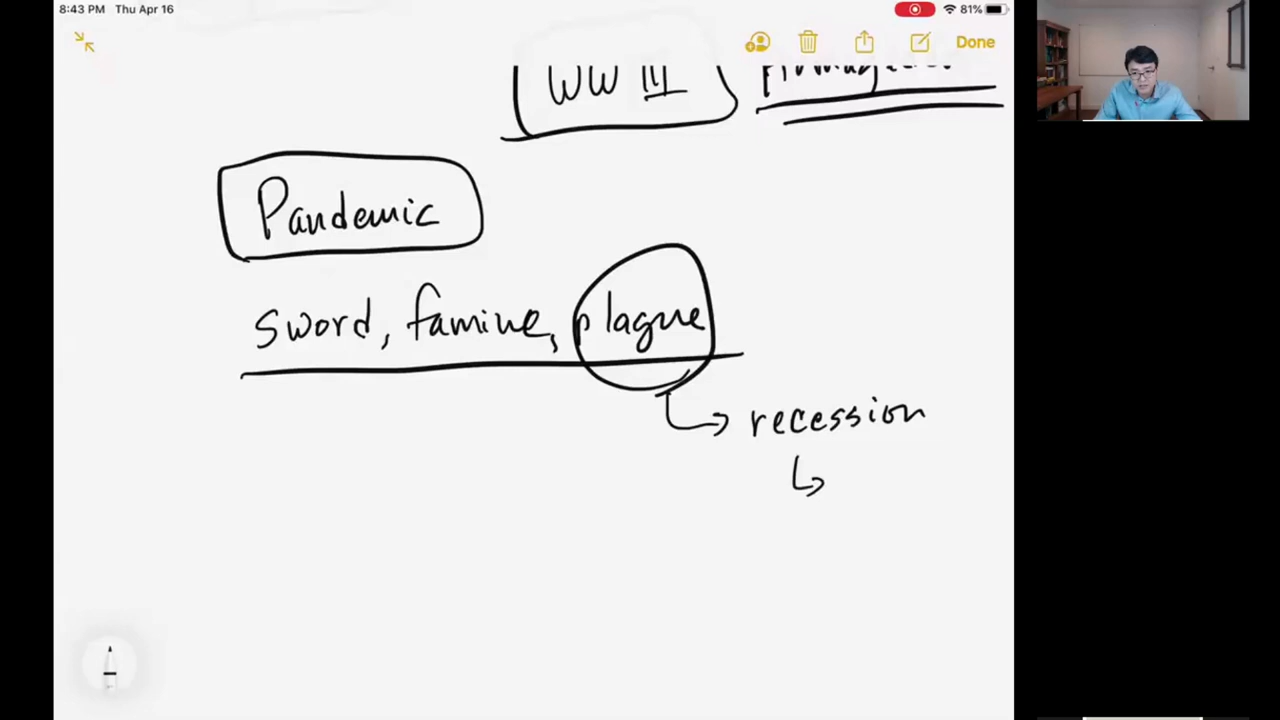 8:43 PM Thu Apr 16
81%
Done
WW III
Pandemic
sword, famine, plague
recession